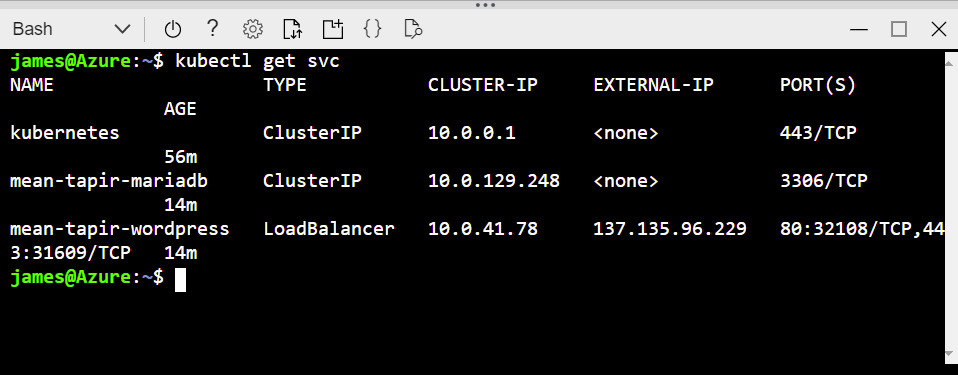 Bash
james@Azure:~$ kubectl get svc
NAME                   TYPE           CLUSTER-IP     EXTERNAL-IP      PORT(S)
              AGE
kubernetes             ClusterIP      10.0.0.1       <none>           443/TCP
              56m
mean-tapir-mariadb     ClusterIP      10.0.129.248   <none>           3306/TCP
              14m
mean-tapir-wordpress   LoadBalancer   10.0.41.78     137.135.96.229   80:32108/TCP,44
3:31609/TCP   14m
james@Azure:~$